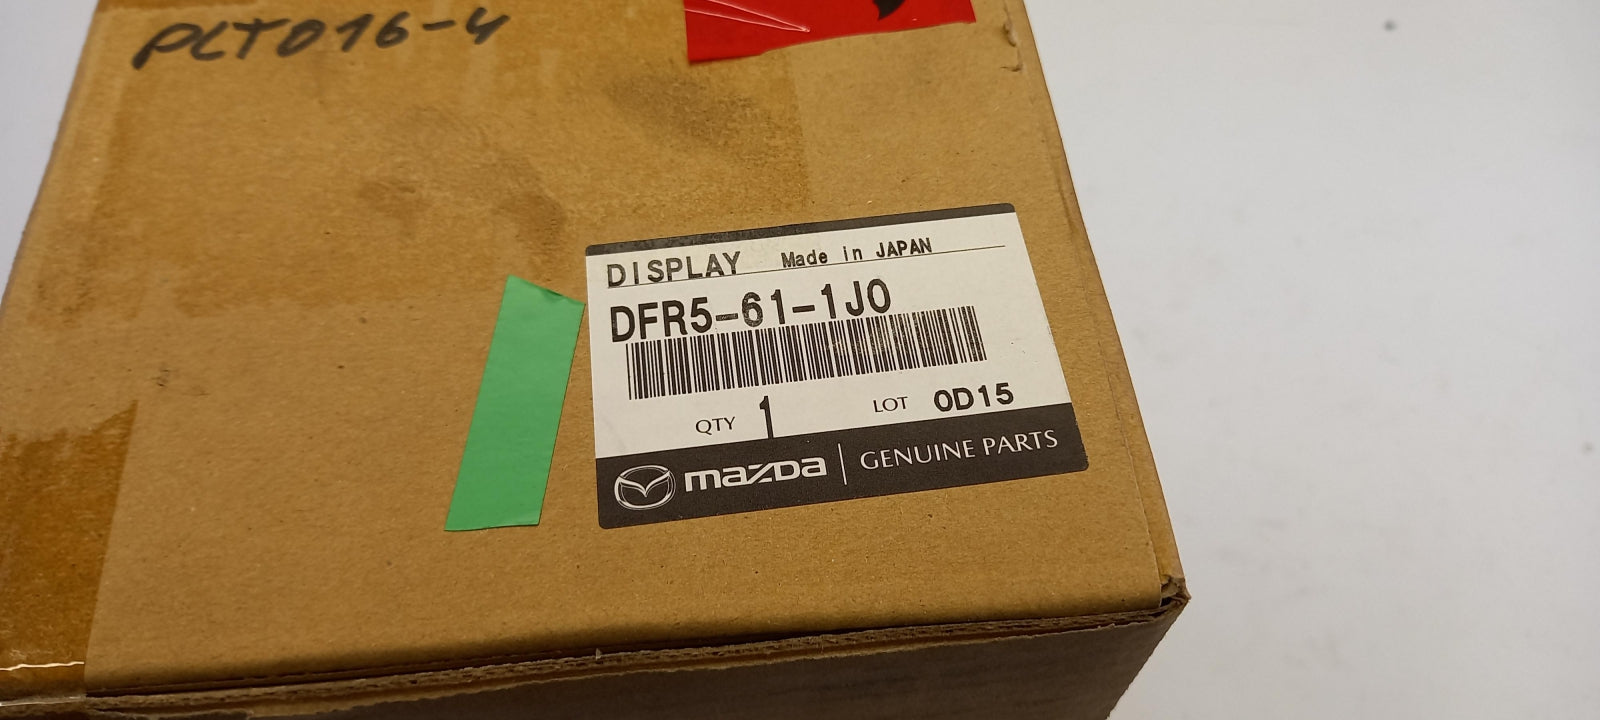 PLT016-4
DISPLAY Made in JAPAN
DFR5-61-1J0
QTY 1 LOT 0D15
mazDa GENUINE PARTS